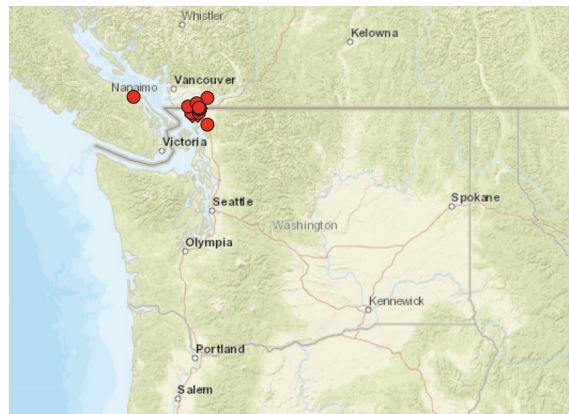 Whistler
Kelowna
Vancouver
Nanaimo
Victoria
Seattle
Spokane
Washington
Olympia
Kennewick
Portland
Salem